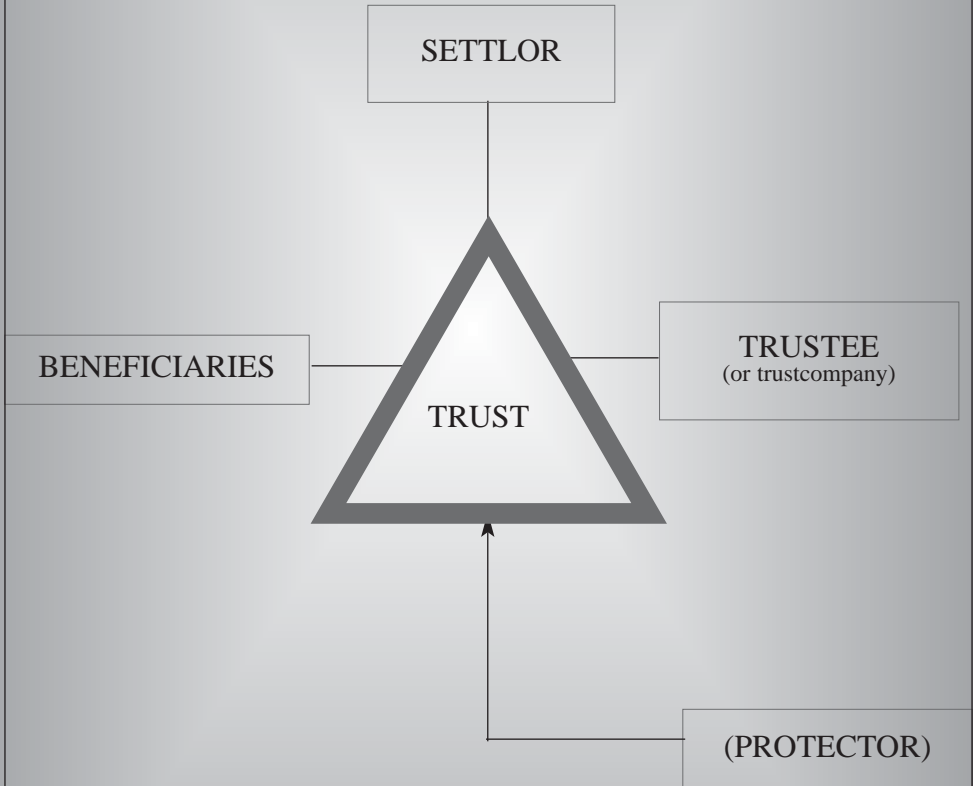 SETTLOR
BENEFICIARIES
TRUSTEE
(or trustcompany)
TRUST
(PROTECTOR)